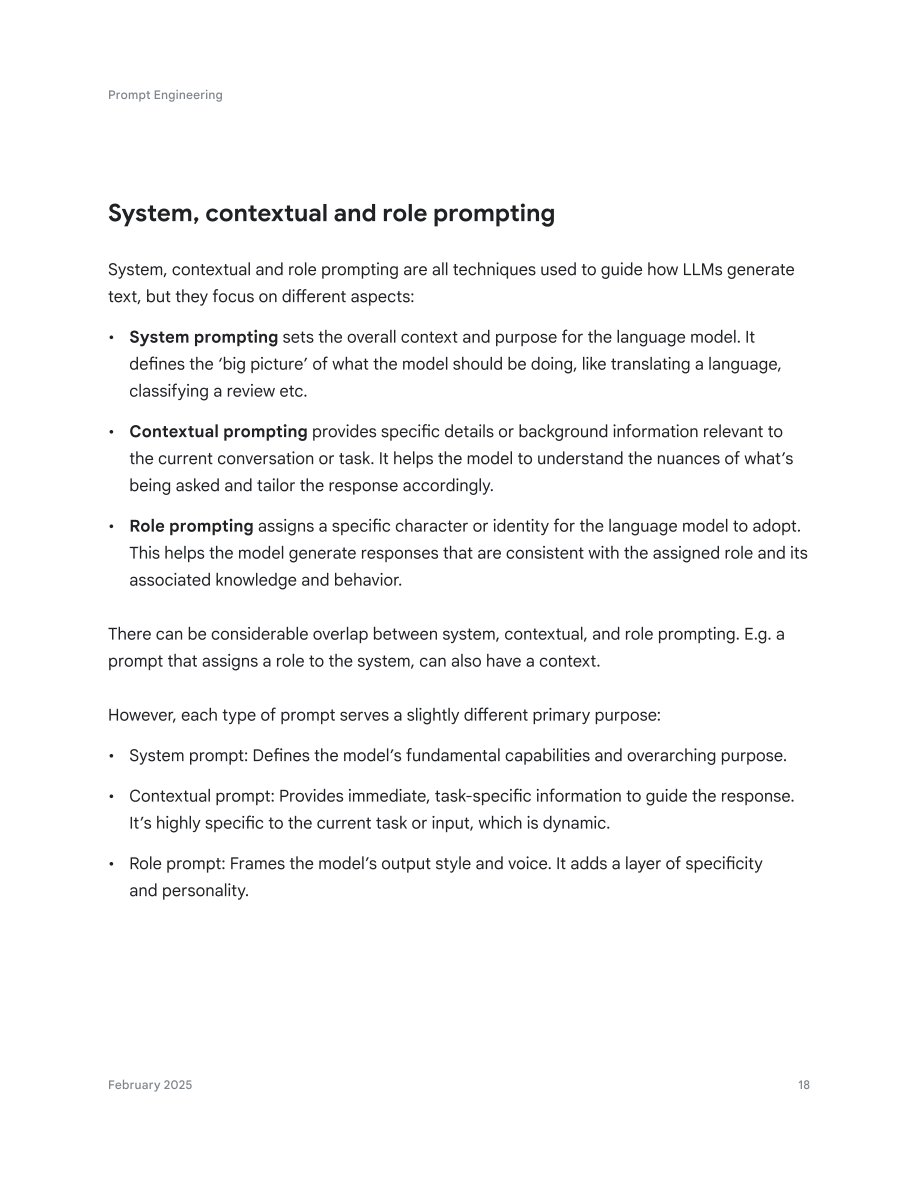 Prompt Engineering
System, contextual and role prompting
System, contextual and role prompting are all techniques used to guide how LLMs generate
text, but they focus on different aspects:
• System prompting sets the overall context and purpose for the language model. It
defines the ‘big picture’ of what the model should be doing, like translating a language,
classifying a review etc.
• Contextual prompting provides specific details or background information relevant to
the current conversation or task. It helps the model to understand the nuances of what’s
being asked and tailor the response accordingly.
• Role prompting assigns a specific character or identity for the language model to adopt.
This helps the model generate responses that are consistent with the assigned role and its
associated knowledge and behavior.
There can be considerable overlap between system, contextual, and role prompting. E.g. a
prompt that assigns a role to the system, can also have a context.
However, each type of prompt serves a slightly different primary purpose:
• System prompt: Defines the model’s fundamental capabilities and overarching purpose.
• Contextual prompt: Provides immediate, task-specific information to guide the response.
It’s highly specific to the current task or input, which is dynamic.
• Role prompt: Frames the model’s output style and voice. It adds a layer of specificity
and personality.
February 2025 18